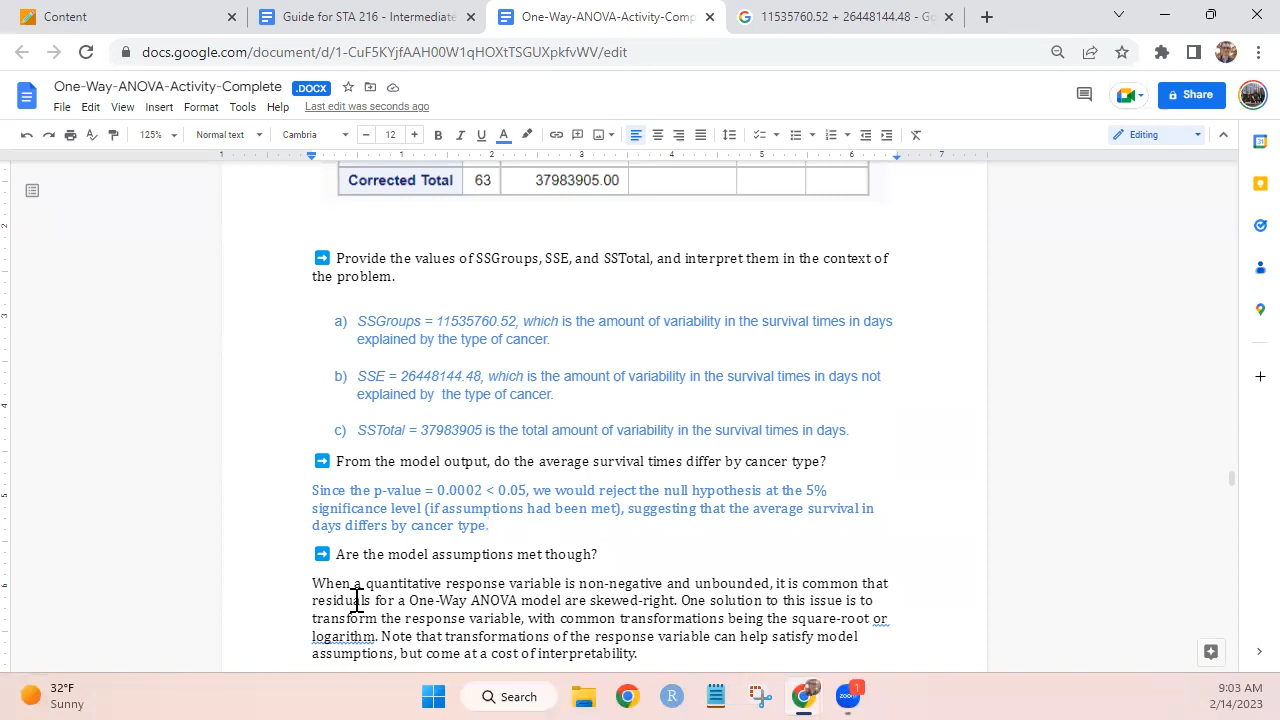 Content
Guide for STA 216 - Intermediate
One-Way-ANOVA-Activity-Comp
11535760.52 + 26448144.48 - Go
docs.google.com/document/d/1-CuF5KYjfAAH00W1qHOXtTSGUXpkfvWV/edit
One-Way-ANOVA-Activity-Complete .DOCX
Share
File Edit View Insert Format Tools Help Last edit was seconds ago
125% Normal text Cambria 12 B I U A Editing
1 1 2 3 4 5 6 7
Corrected Total 63 37983905.00
Provide the values of SSGroups, SSE, and SSTotal, and interpret them in the context of
the problem.
a) SSGroups = 11535760.52, which is the amount of variability in the survival times in days
explained by the type of cancer.
b) SSE = 26448144.48, which is the amount of variability in the survival times in days not
explained by the type of cancer.
c) SSTotal = 37983905 is the total amount of variability in the survival times in days.
From the model output, do the average survival times differ by cancer type?
Since the p-value = 0.0002 < 0.05, we would reject the null hypothesis at the 5%
significance level (if assumptions had been met), suggesting that the average survival in
days differs by cancer type.
Are the model assumptions met though?
When a quantitative response variable is non-negative and unbounded, it is common that
residuals for a One-Way ANOVA model are skewed-right. One solution to this issue is to
transform the response variable, with common transformations being the square-root or
logarithm. Note that transformations of the response variable can help satisfy model
assumptions, but come at a cost of interpretability.
32°F
Sunny
Search
R
zoom
1
9:03 AM
2/14/2023